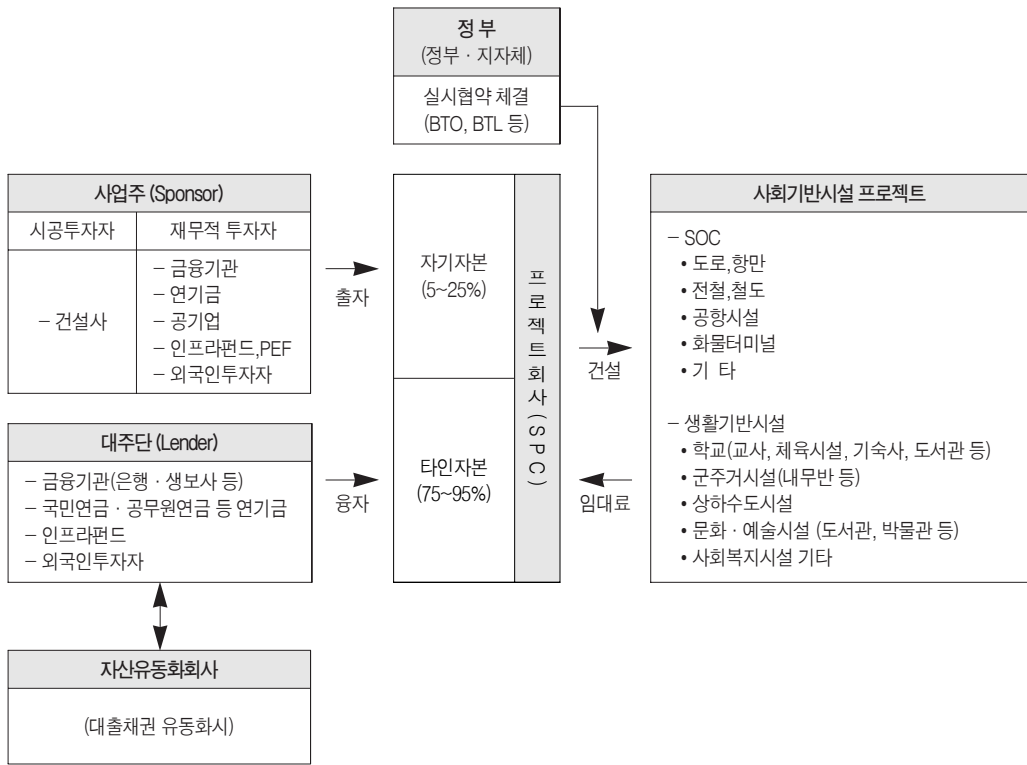 정 부
(정부 · 지자체)
실시협약 체결
(BTO, BTL 등)
사업주 (Sponsor)
시공투자자
재무적 투자자
– 건설사
– 금융기관
– 연기금
– 공기업
– 인프라펀드,PEF
– 외국인투자자
출자
자기자본
(5~25%)
타인자본
(75~95%)
프로젝트회사(SPC)
건설
임대료
사회기반시설 프로젝트
– SOC
• 도로,항만
• 전철,철도
• 공항시설
• 화물터미널
• 기 타
– 생활기반시설
• 학교(교사, 체육시설, 기숙사, 도서관 등)
• 군주거시설(내무반 등)
• 상하수도시설
• 문화 · 예술시설 (도서관, 박물관 등)
• 사회복지시설 기타
대주단 (Lender)
– 금융기관(은행 · 생보사 등)
– 국민연금 · 공무원연금 등 연기금
– 인프라펀드
– 외국인투자자
융자
자산유동화회사
(대출채권 유동화시)